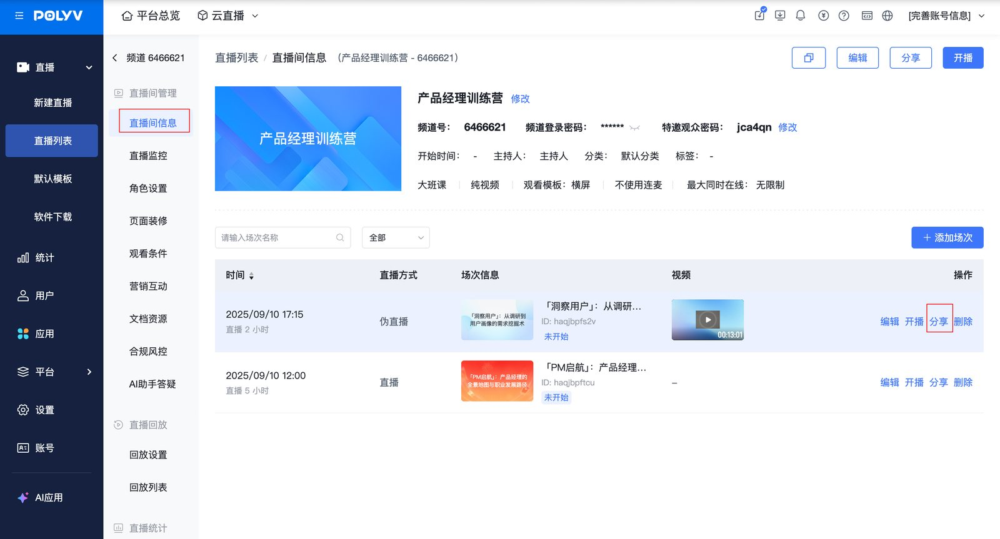 POLYV
平台总览
云直播
[完善账号信息]
直播
新建直播
直播列表
默认模板
软件下载
统计
用户
应用
平台
设置
账号
AI应用
频道 6466621
直播间管理
直播间信息
直播监控
角色设置
页面装修
观看条件
营销互动
文档资源
合规风控
AI助手答疑
直播回放
回放设置
回放列表
直播统计
直播列表 / 直播间信息 (产品经理训练营 - 6466621)
编辑
分享
开播
产品经理训练营
产品经理训练营 修改
频道号: 6466621 频道登录密码: ****** 特邀观众密码: jca4qn 修改
开始时间: - 主持人: 主持人 分类: 默认分类 标签: -
大班课 纯视频 观看模板: 横屏 不使用连麦 最大同时在线: 无限制
请输入场次名称
全部
+ 添加场次
时间 直播方式 场次信息 视频 操作
2025/09/10 17:15
直播 2 小时
伪直播
「洞察用户」: 从调研到
用户画像的需求挖掘术
「洞察用户」: 从调研...
ID: haqjbpfs2v
未开始
00:13:01
编辑 开播 分享 删除
2025/09/10 12:00
直播 5 小时
直播
「PM启航」: 产品经理的
全景地图与职业发展路径
「PM启航」: 产品经理...
ID: haqjbpftcu
未开始
–
编辑 开播 分享 删除